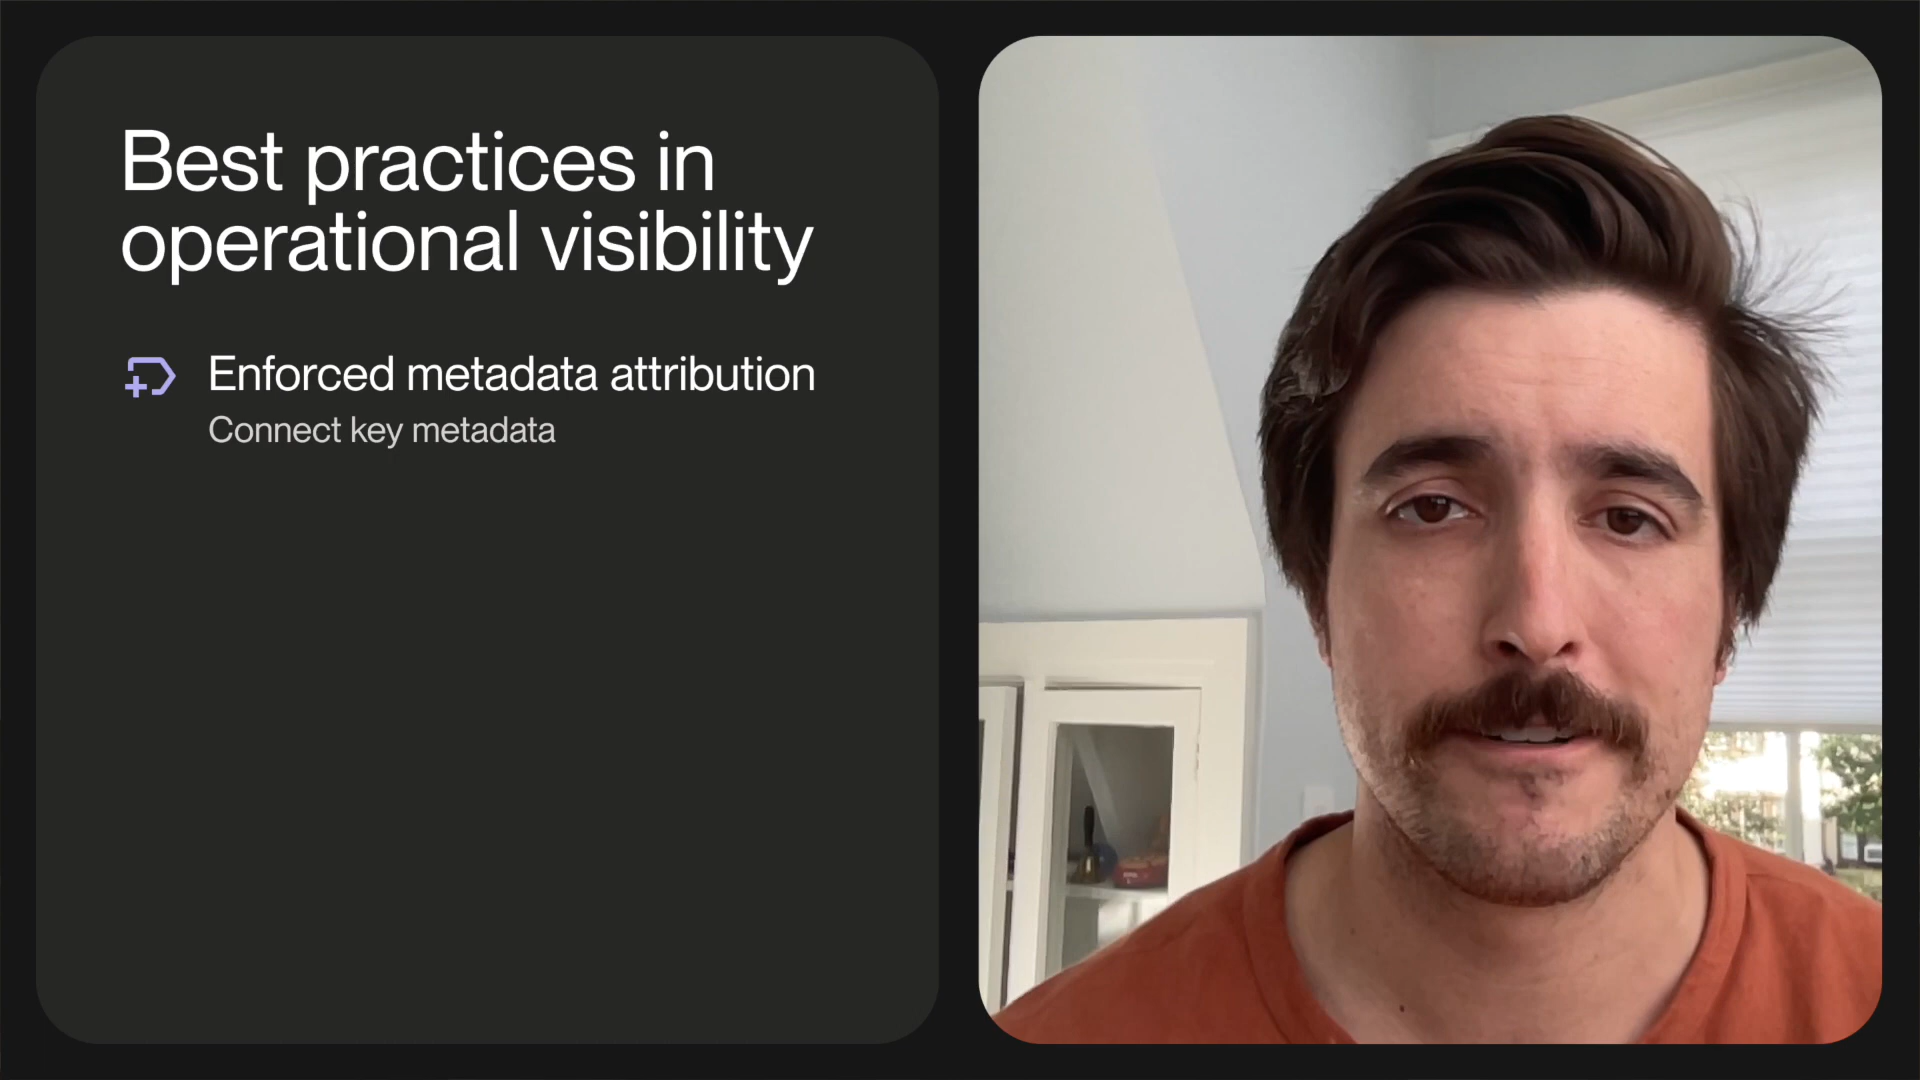 Best practices in
operational visibility
Enforced metadata attribution
Connect key metadata